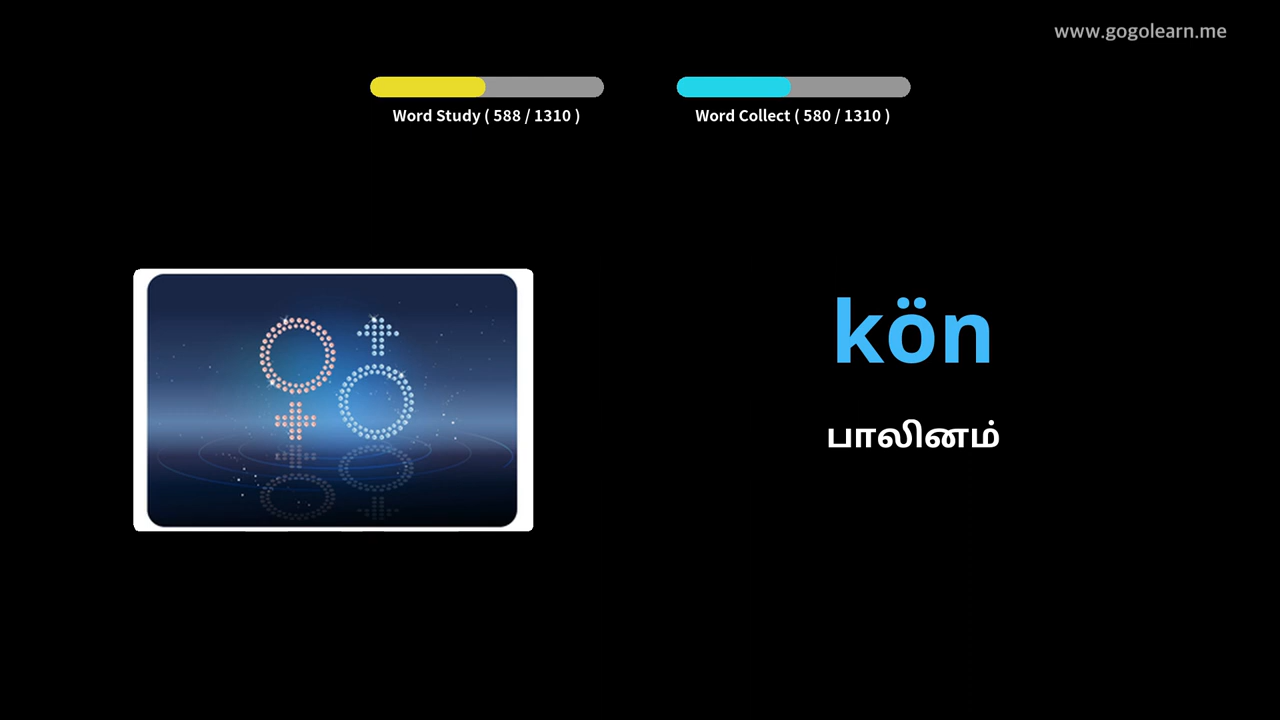 www.gogolearn.me
Word Study ( 588 / 1310 )
Word Collect ( 580 / 1310 )
kön
பாலினம்